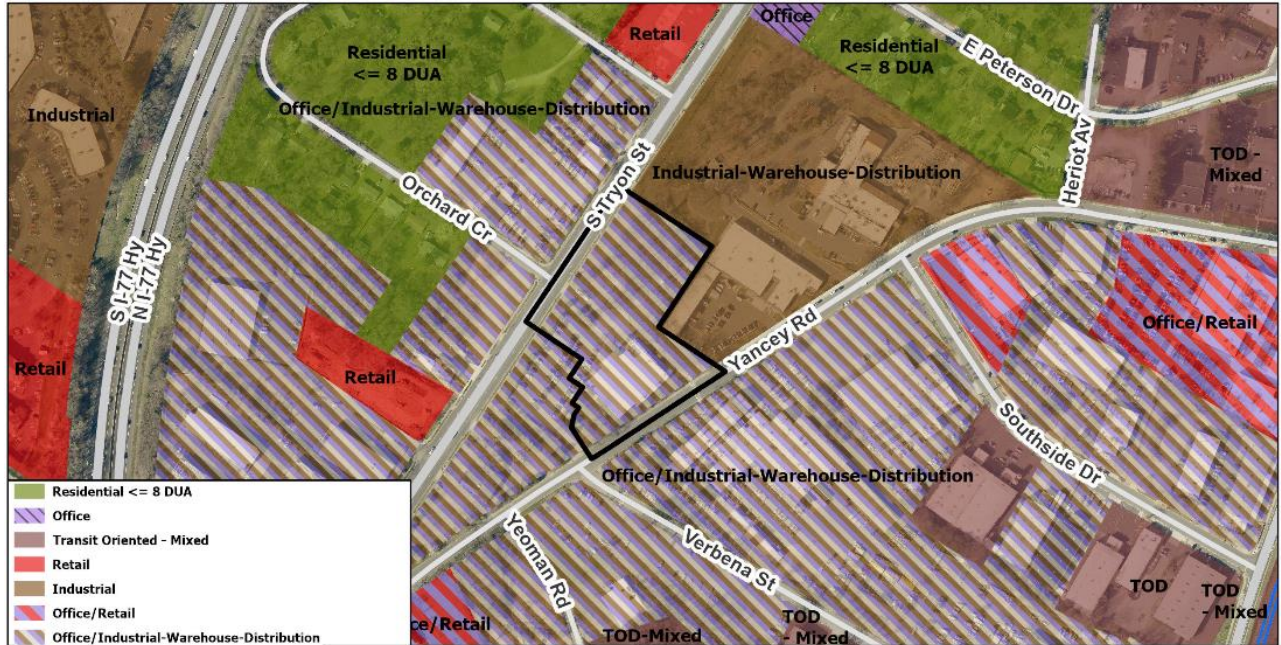 Office
Retail
Residential
<= 8 DUA
Residential
<= 8 DUA
E Peterson Dr
Office/Industrial-Warehouse-Distribution
Industrial
Heriot Av
TOD -
Mixed
S Tryon St
Industrial-Warehouse-Distribution
Orchard Cr
S I-77 Hy
N I-77 Hy
Yancey Rd
Office/Retail
Retail
Retail
Southside Dr
Office/Industrial-Warehouse-Distribution
Yeoman Rd
Verbena St
TOD
TOD
- Mixed
ce/Retail
TOD-Mixed
TOD
- Mixed
Residential <= 8 DUA
Office
Transit Oriented - Mixed
Retail
Industrial
Office/Retail
Office/Industrial-Warehouse-Distribution